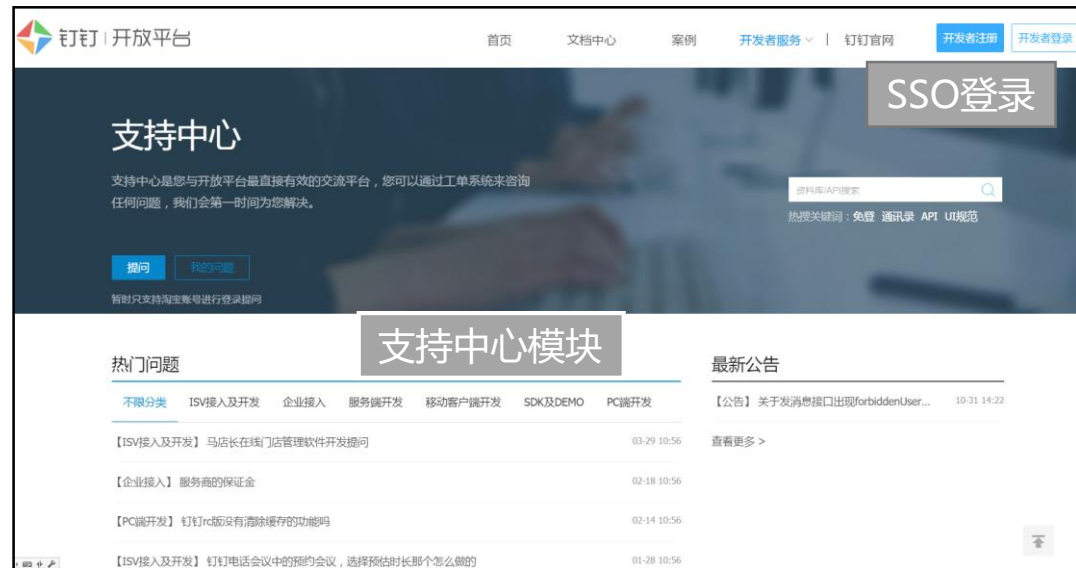 钉钉 | 开放平台
首页 文档中心 案例 开发者服务 | 钉钉官网 开发者注册 开发者登录
SSO登录
支持中心
支持中心是您与开放平台最直接有效的交流平台，您可以通过工单系统来咨询
任何问题，我们会第一时间为您解决。
资料库/API搜索
热搜关键词：免登 通讯录 API UI规范
提问 我的问题
暂时只支持淘宝账号进行登录提问
支持中心模块
热门问题
不限分类 ISV接入及开发 企业接入 服务端开发 移动客户端开发 SDK及DEMO PC端开发
【ISV接入及开发】马店长在线门店管理软件开发提问 03-29 10:56
【企业接入】服务商的保证金 02-18 10:56
【PC端开发】钉钉rc版没有清除缓存的功能吗 02-14 10:56
【ISV接入及开发】钉钉电话会议中的预约会议，选择预估时长那个怎么做的 01-28 10:56
最新公告
【公告】关于发消息接口出现forbiddenUser... 10-31 14:22
查看更多 >